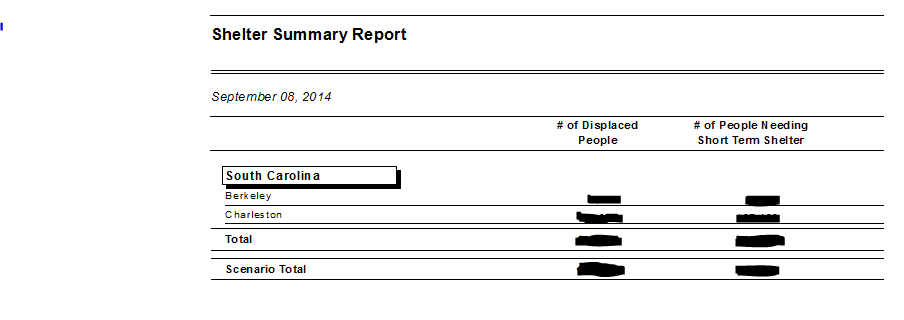 Shelter Summary Report
September 08, 2014
# of Displaced People
# of People Needing Short Term Shelter
South Carolina
Berkeley
Charleston
Total
Scenario Total